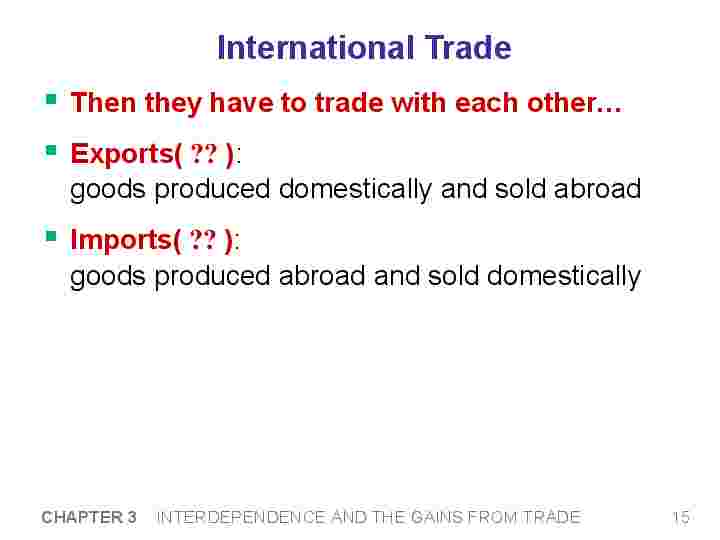 International Trade
Then they have to trade with each other…
Exports( ?? ):
goods produced domestically and sold abroad
Imports( ?? ):
goods produced abroad and sold domestically
CHAPTER 3 INTERDEPENDENCE AND THE GAINS FROM TRADE 15